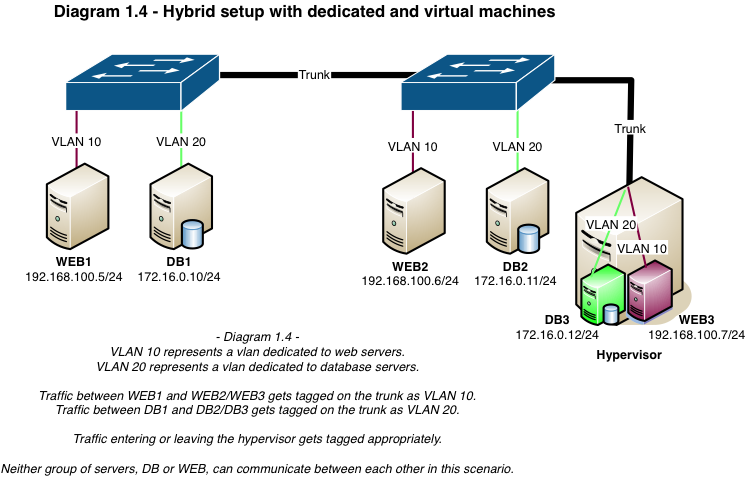 Diagram 1.4 - Hybrid setup with dedicated and virtual machines
Trunk
Trunk
VLAN 10
VLAN 20
VLAN 10
VLAN 20
VLAN 20
VLAN 10
WEB1
192.168.100.5/24
DB1
172.16.0.10/24
WEB2
192.168.100.6/24
DB2
172.16.0.11/24
DB3
172.16.0.12/24
WEB3
192.168.100.7/24
Hypervisor
- Diagram 1.4 -
VLAN 10 represents a vlan dedicated to web servers.
VLAN 20 represents a vlan dedicated to database servers.
Traffic between WEB1 and WEB2/WEB3 gets tagged on the trunk as VLAN 10.
Traffic between DB1 and DB2/DB3 gets tagged on the trunk as VLAN 20.
Traffic entering or leaving the hypervisor gets tagged appropriately.
Neither group of servers, DB or WEB, can communicate between each other in this scenario.